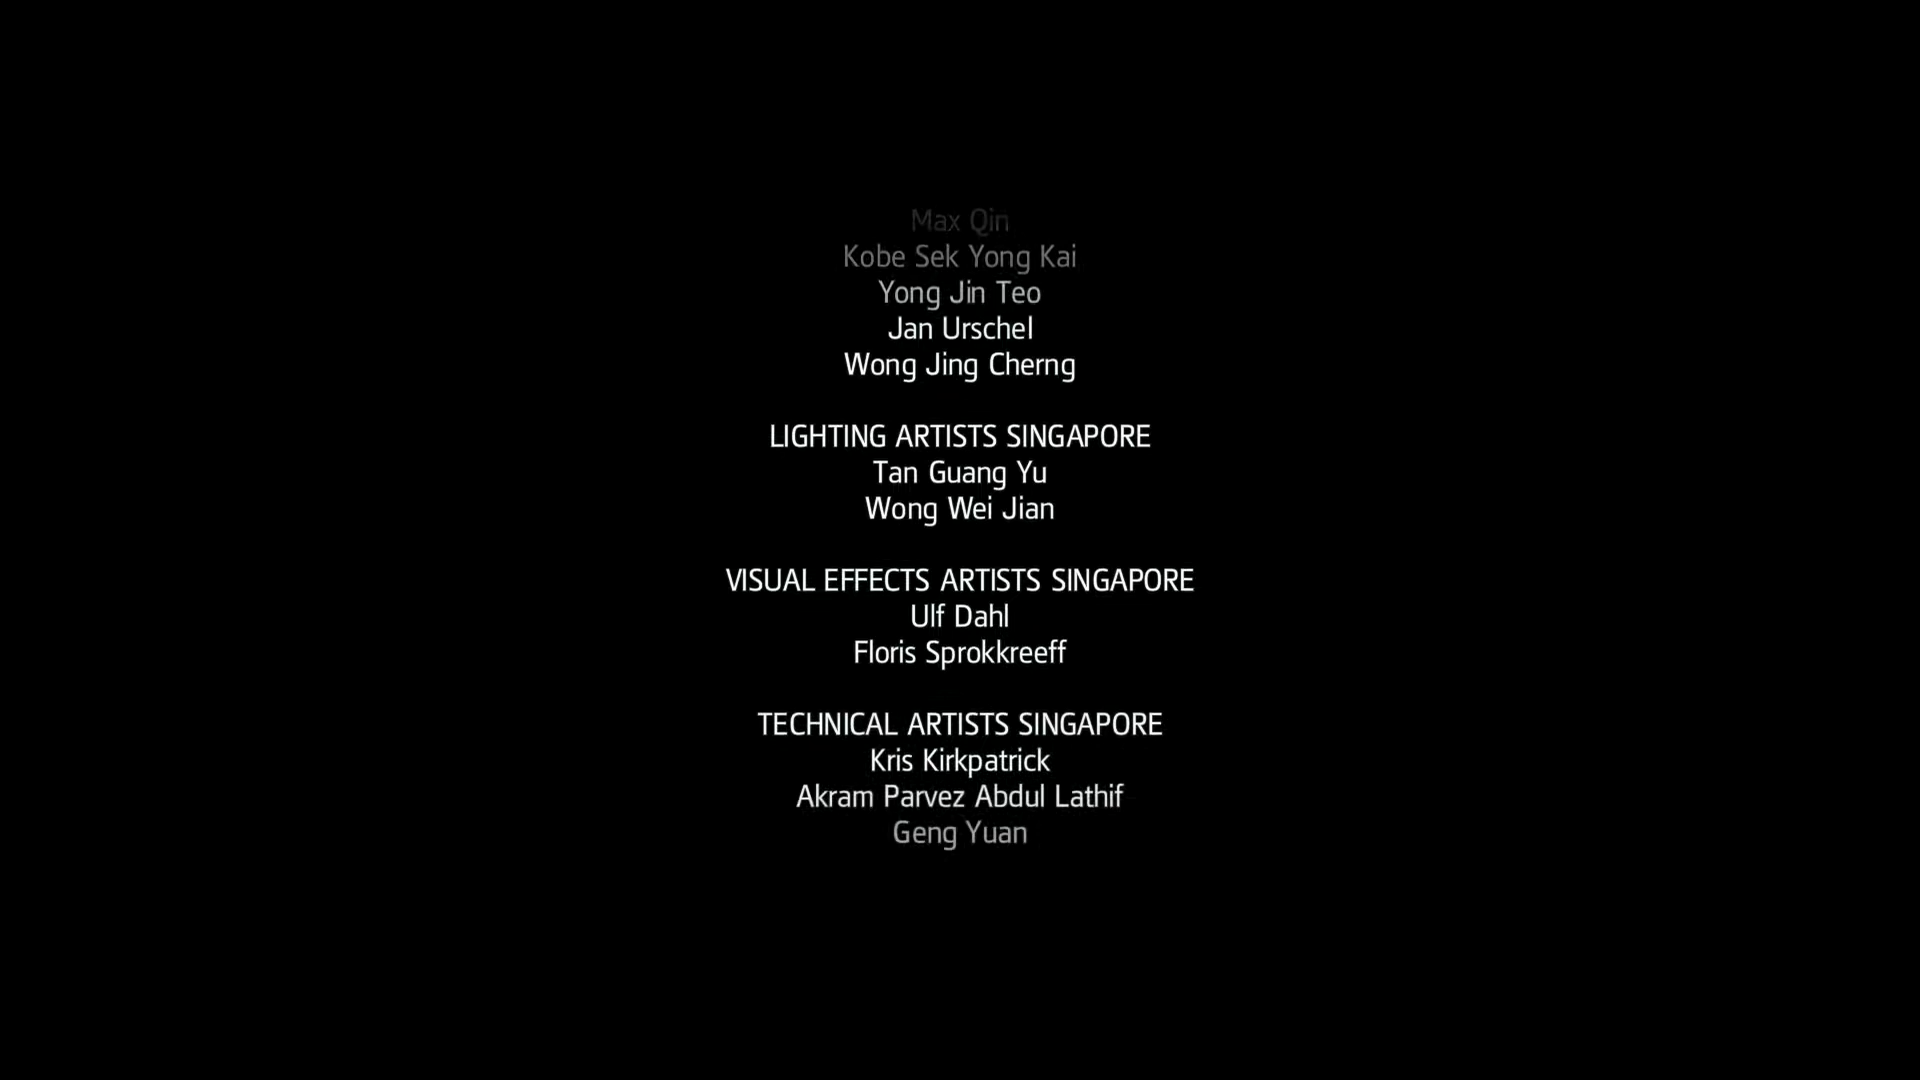 Max Qin
Kobe Sek Yong Kai
Yong Jin Teo
Jan Urschel
Wong Jing Cherng
LIGHTING ARTISTS SINGAPORE
Tan Guang Yu
Wong Wei Jian
VISUAL EFFECTS ARTISTS SINGAPORE
Ulf Dahl
Floris Sprokkreeff
TECHNICAL ARTISTS SINGAPORE
Kris Kirkpatrick
Akram Parvez Abdul Lathif
Geng Yuan